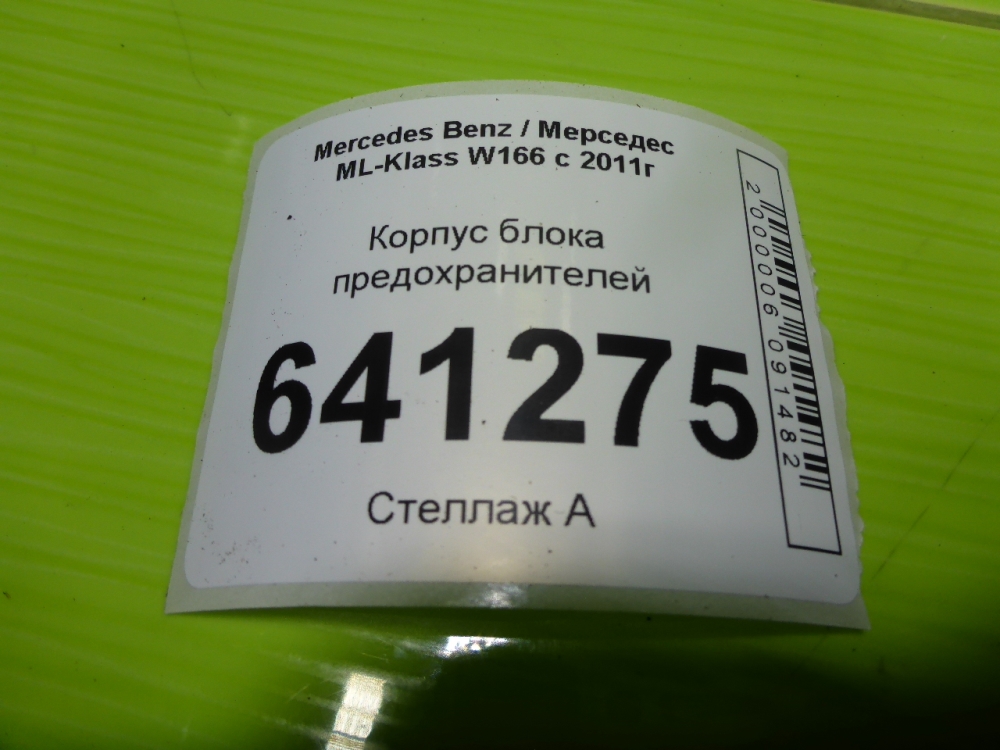 Mercedes Benz / Мерседес
ML-Klass W166 с 2011г
Корпус блока
предохранителей
641275
Стеллаж А
2000006091482